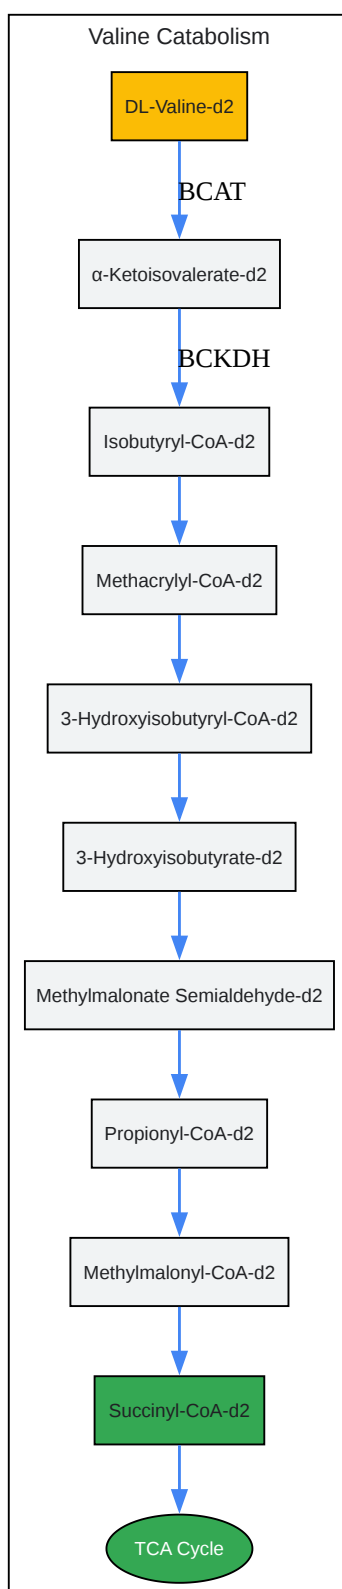 Valine Catabolism
DL-Valine-d2
BCAT
α-Ketoisovalerate-d2
BCKDH
Isobutyryl-CoA-d2
Methacrylyl-CoA-d2
3-Hydroxyisobutyryl-CoA-d2
3-Hydroxyisobutyrate-d2
Methylmalonate Semialdehyde-d2
Propionyl-CoA-d2
Methylmalonyl-CoA-d2
Succinyl-CoA-d2
TCA Cycle